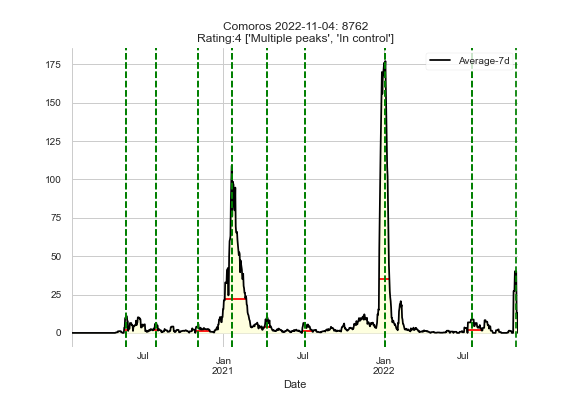 Comoros 2022-11-04: 8762
Rating:4 ['Multiple peaks', 'In control']
Average-7d
175
150
125
100
75
50
25
0
Jul
Jan
2021
Jul
Jan
2022
Jul
Date